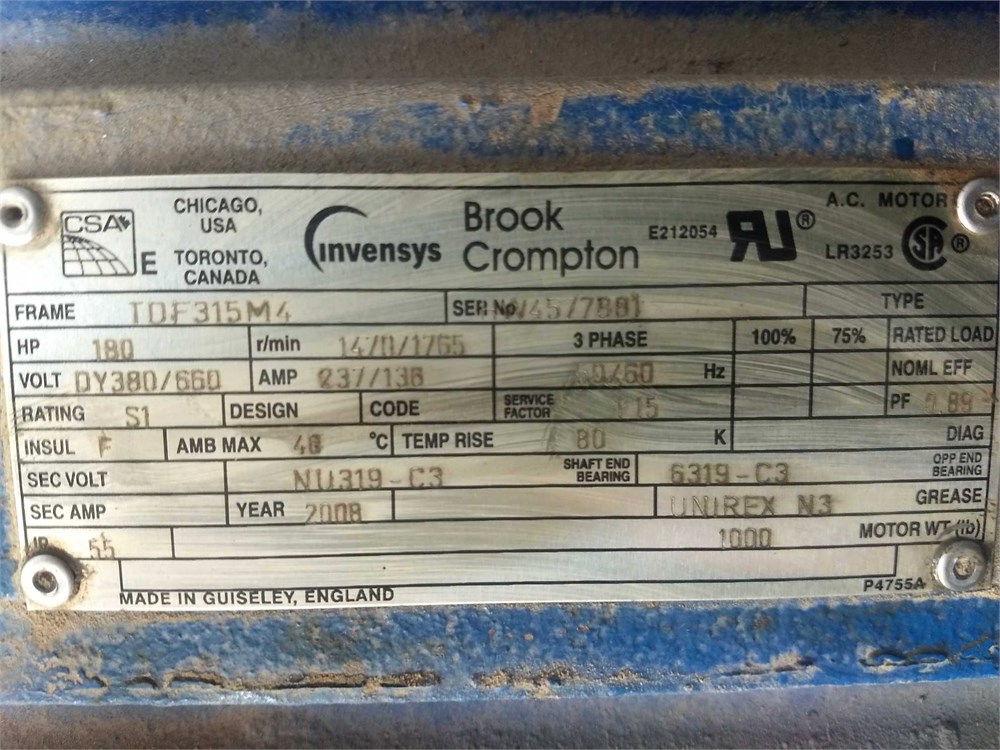 CSA CHICAGO, USA invensys Brook Crompton E212054 RU ® A.C. MOTOR
E TORONTO, CANADA LR3253 SA ®
FRAME TDF315M4 SER No TYPE
HP 180 r/min 1470/1765 3 PHASE 100% 75% RATED LOAD
VOLT DY380/660 AMP 237/136 Hz NOML EFF
RATING S1 DESIGN CODE SERVICE FACTOR PF
INSUL F AMB MAX °C TEMP RISE 80 K DIAG
SEC VOLT NU319-C3 SHAFT END BEARING 6319-C3 OPP END BEARING
SEC AMP YEAR 2008 UNIREX N3 GREASE
IP 55 1000 MOTOR WT (lb)
P4755A
MADE IN GUISELEY, ENGLAND